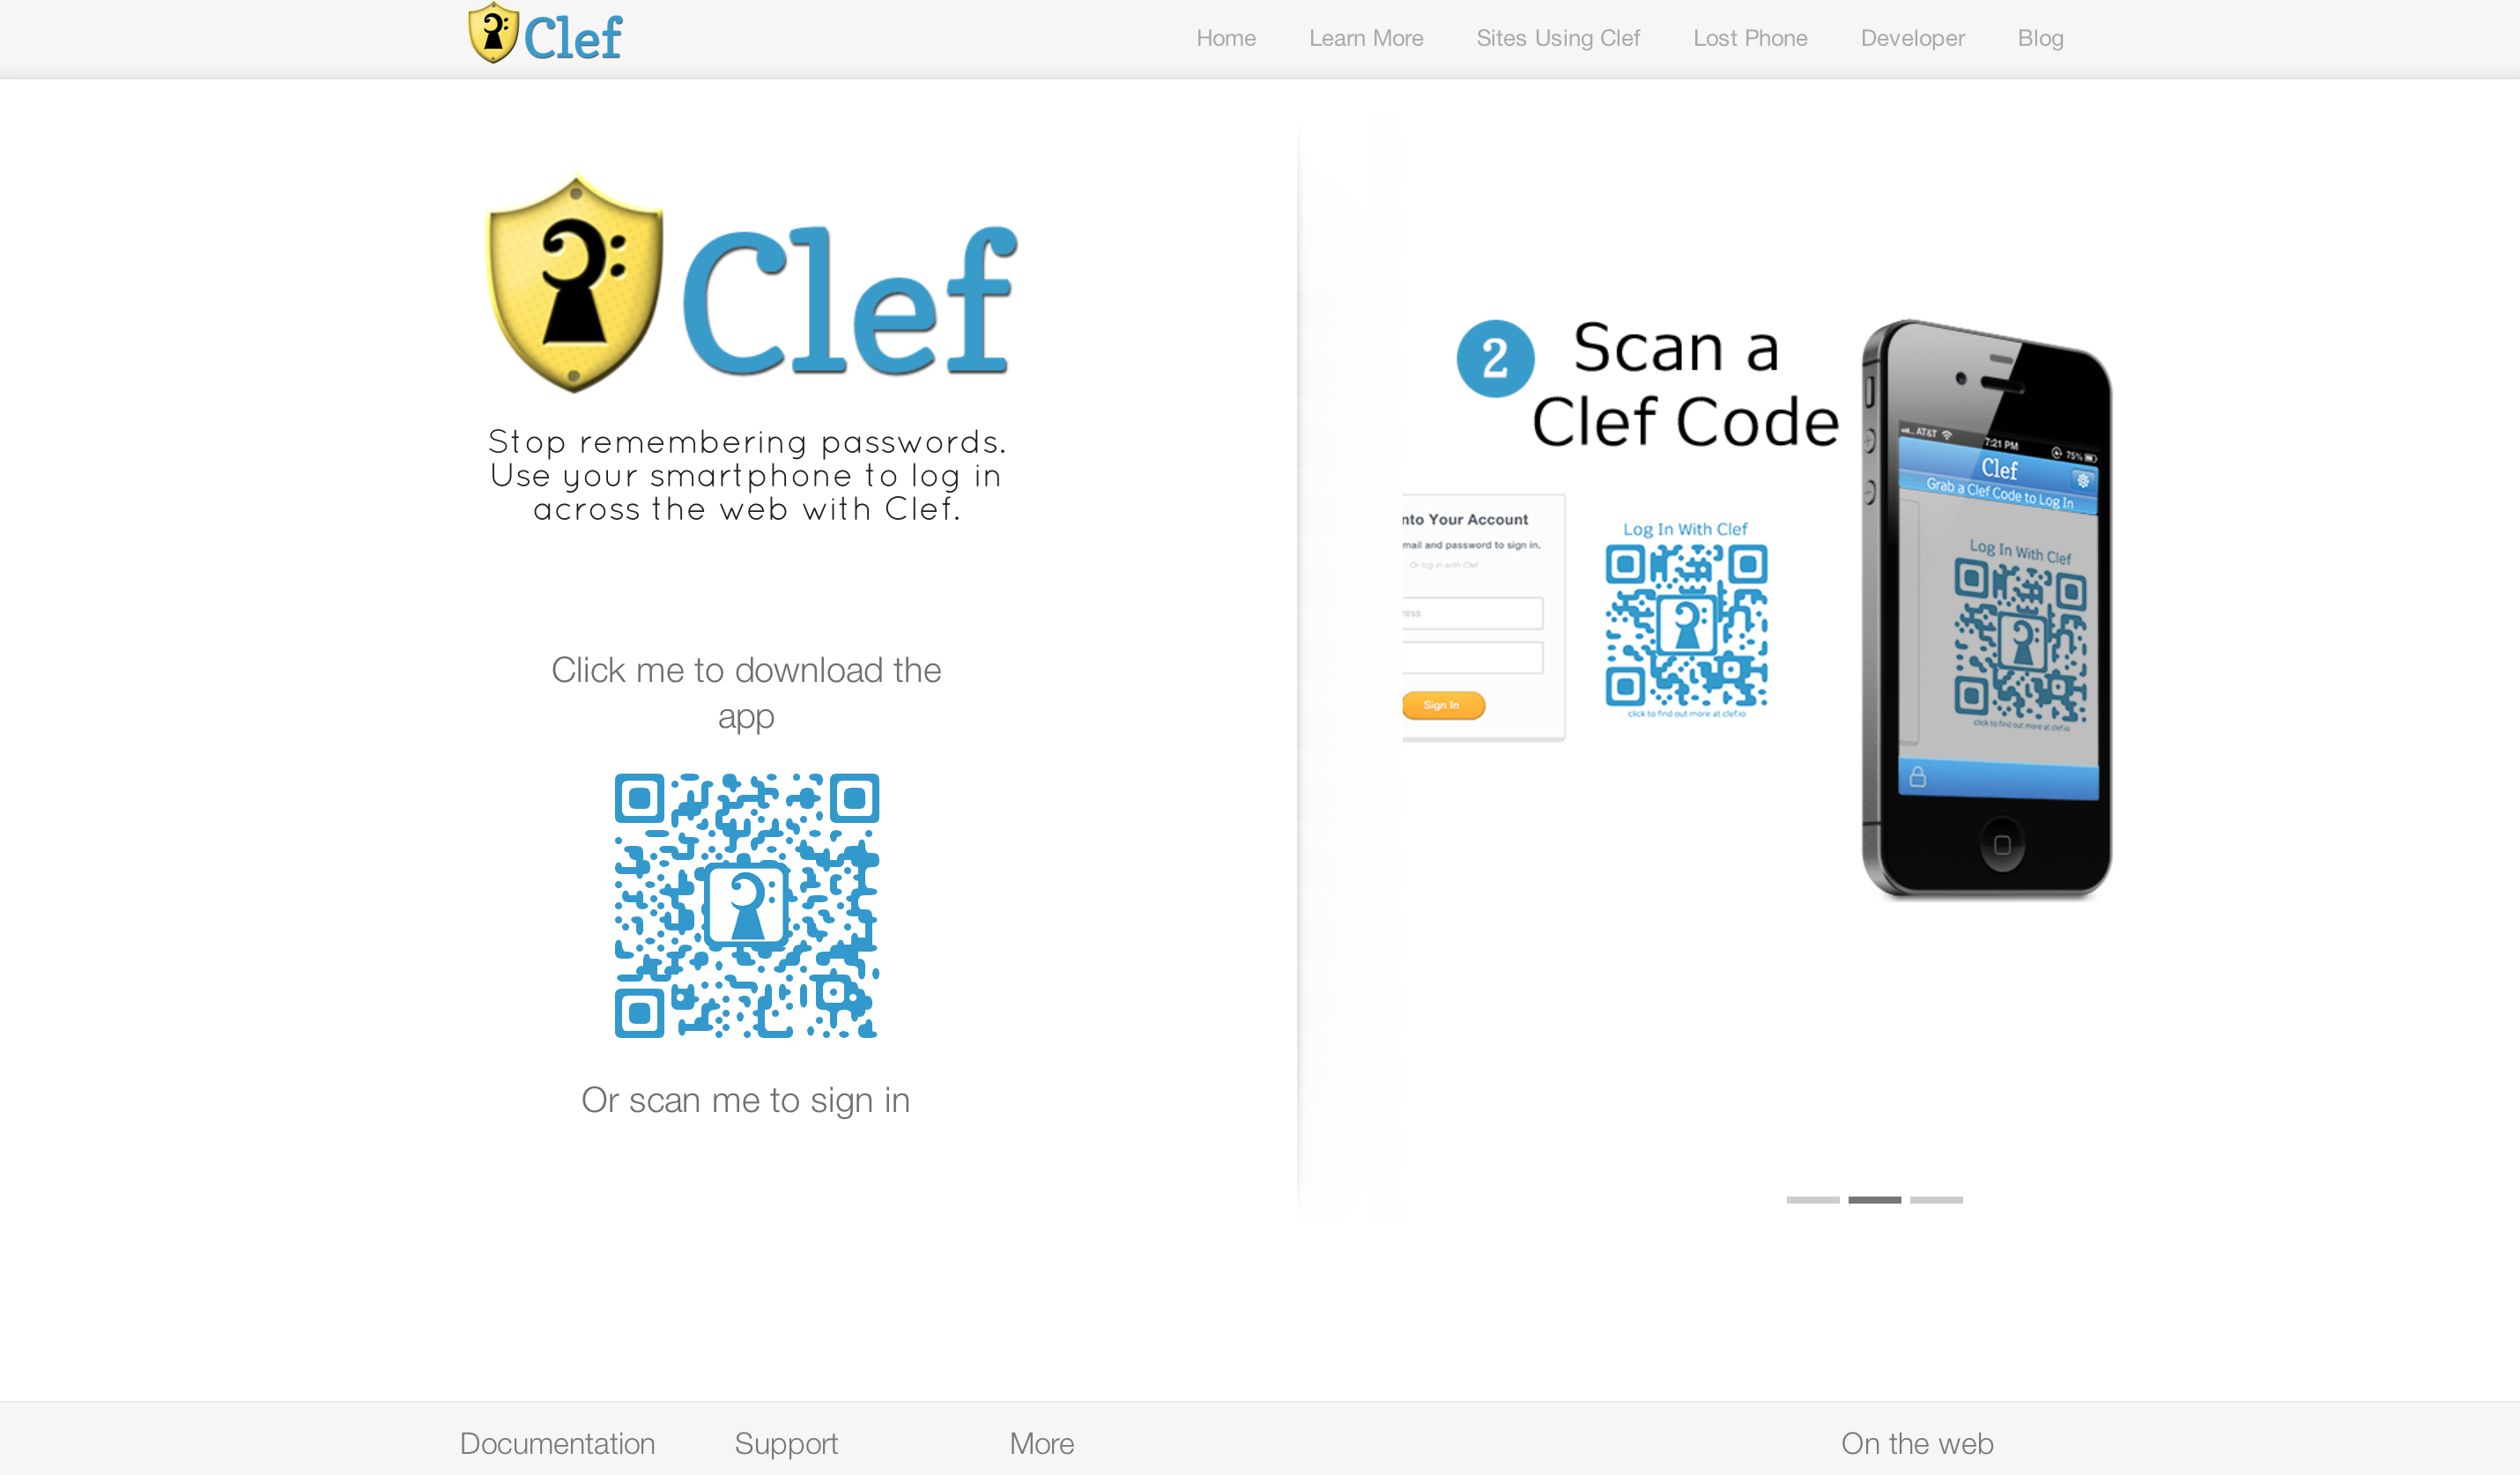 Clef
Home
Learn More
Sites Using Clef
Lost Phone
Developer
Blog
Clef
Stop remembering passwords.
Use your smartphone to log in
across the web with Clef.
Click me to download the
app
Or scan me to sign in
2
Scan a
Clef Code
nto Your Account
mail and password to sign in.
Or log in with Clef
ress
Sign In
Log In With Clef
click to find out more at clef.io
AT&T
7:21 PM
75%
Clef
Grab a Clef Code to Log In
Log In With Clef
click to find out more at clef.io
Documentation
Support
More
On the web